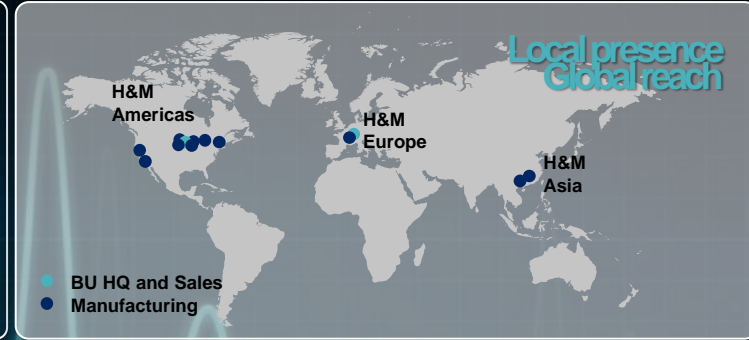 Local presence
Global reach
H&M
Americas
H&M
Europe
H&M
Asia
BU HQ and Sales
Manufacturing